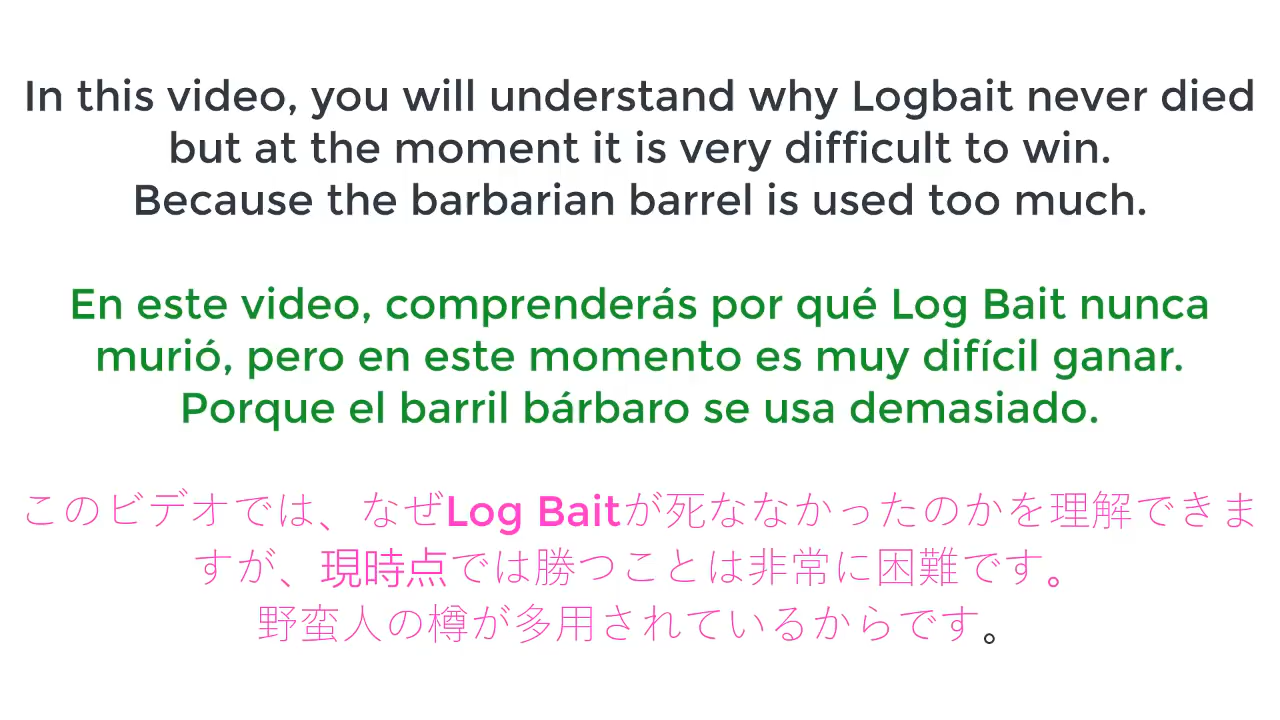 In this video, you will understand why Logbait never died
but at the moment it is very difficult to win.
Because the barbarian barrel is used too much.
En este video, comprenderás por qué Log Bait nunca
murió, pero en este momento es muy difícil ganar.
Porque el barril bárbaro se usa demasiado.
このビデオでは、なぜLog Baitが死ななかったのかを理解できま
すが、現時点では勝つことは非常に困難です。
野蛮人の樽が多用されているからです。